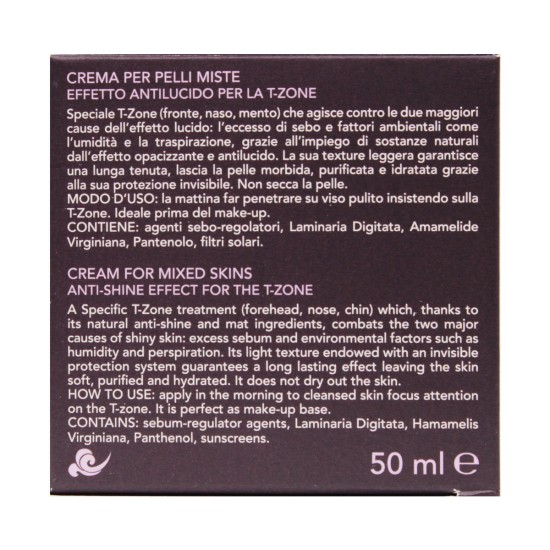 CREMA PER PELLI MISTE
EFFETTO ANTILUCIDO PER LA T-ZONE
Speciale T-Zone (fronte, naso, mento) che agisce contro le due maggiori
cause dell'effetto lucido: l'eccesso di sebo e fattori ambientali come
l'umidità e la traspirazione, grazie all'impiego di sostanze naturali
dall'effetto opacizzante e antilucido. La sua texture leggera garantisce
una lunga tenuta, lascia la pelle morbida, purificata e idratata grazie
alla sua protezione invisibile. Non secca la pelle.
MODO D'USO: la mattina far penetrare su viso pulito insistendo sulla
T-Zone. Ideale prima del make-up.
CONTIENE: agenti sebo-regolatori, Laminaria Digitata, Amamelide
Virginiana, Pantenolo, filtri solari.
CREAM FOR MIXED SKINS
ANTI-SHINE EFFECT FOR THE T-ZONE
A Specific T-Zone treatment (forehead, nose, chin) which, thanks to
its natural anti-shine and mat ingredients, combats the two major
causes of shiny skin: excess sebum and environmental factors such as
humidity and perspiration. Its light texture endowed with an invisible
protection system guarantees a long lasting effect leaving the skin
soft, purified and hydrated. It does not dry out the skin.
HOW TO USE: apply in the morning to cleansed skin focus attention
on the T-zone. It is perfect as make-up base.
CONTAINS: sebum-regulator agents, Laminaria Digitata, Hamamelis
Virginiana, Panthenol, sunscreens.
50 ml ℮